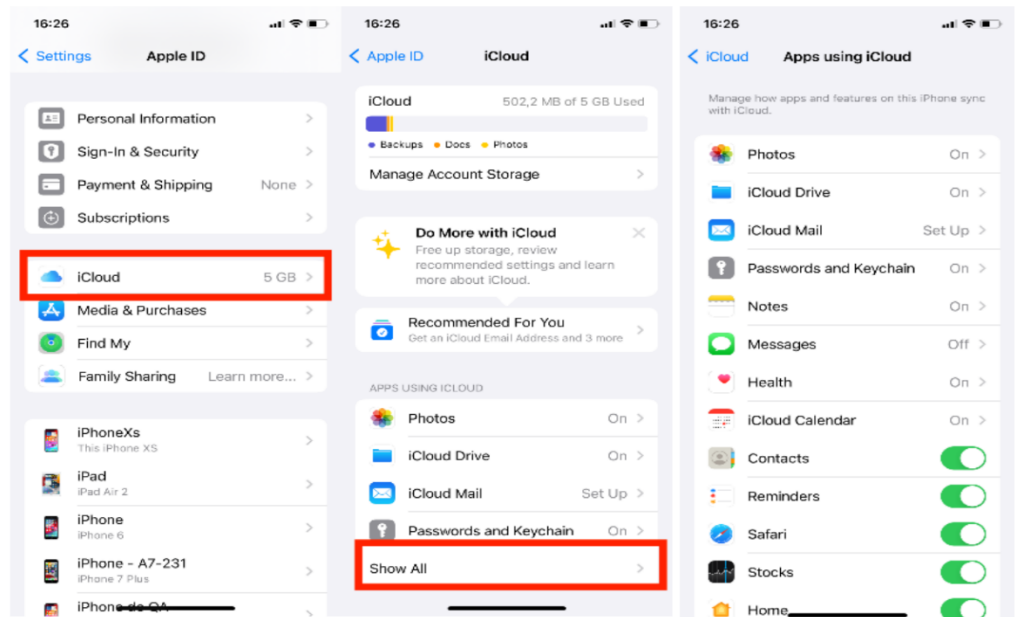 16:26
Settings
Apple ID
Personal Information
Sign-In & Security
Payment & Shipping None
Subscriptions
iCloud 5 GB
Media & Purchases
Find My
Family Sharing Learn more...
iPhoneXs
This iPhone XS
iPad
iPad Air 2
iPhone
iPhone 6
iPhone - A7-231
iPhone 7 Plus
iPhone de QA
16:26
Apple ID
iCloud
iCloud 502,2 MB of 5 GB Used
Backups Docs Photos
Manage Account Storage
Do More with iCloud
Free up storage, review
recommended settings and learn
more about iCloud.
Recommended For You
Get an iCloud Email Address and 3 more
APPS USING ICLOUD
Photos On
iCloud Drive On
iCloud Mail Set Up
Passwords and Keychain On
Show All
16:26
iCloud
Apps using iCloud
Manage how apps and features on this iPhone sync
with iCloud.
Photos On
iCloud Drive On
iCloud Mail Set Up
Passwords and Keychain On
Notes On
Messages Off
Health On
iCloud Calendar On
Contacts
Reminders
Safari
Stocks
Home